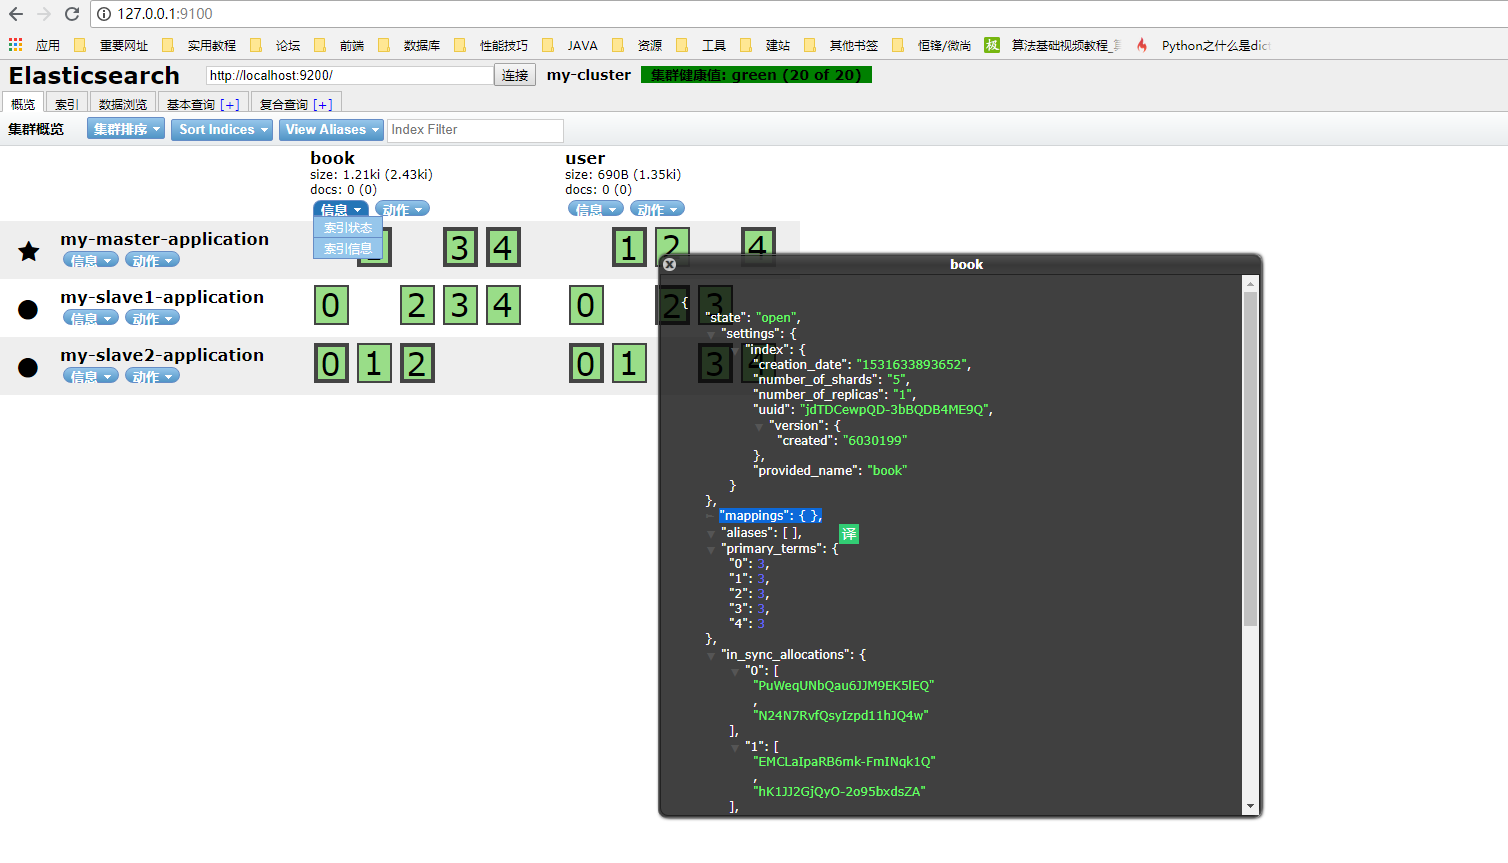 127.0.0.1:9100
应用 重要网址 实用教程 论坛 前端 数据库 性能技巧 JAVA 资源 工具 建站 其他书签 恒锋/微尚 极 算法基础视频教程_ Python之什么是dict
Elasticsearch http://localhost:9200/ 连接 my-cluster 集群健康值: green (20 of 20)
概览 索引 数据浏览 基本查询 [+] 复合查询 [+]
集群概览 集群排序 Sort Indices View Aliases Index Filter
book user
size: 1.21ki (2.43ki) size: 690B (1.35ki)
docs: 0 (0) docs: 0 (0)
信息 动作 信息 动作
索引状态
索引信息
my-master-application 3 4 1 2 4
信息 动作
my-slave1-application 0 2 3 4 0 2 3
信息 动作
my-slave2-application 0 1 2 0 1 3 4
信息 动作
book
{
"state": "open",
"settings": {
"index": {
"creation_date": "1531633893652",
"number_of_shards": "5",
"number_of_replicas": "1",
"uuid": "jdTDCewpQD-3bBQDB4ME9Q",
"version": {
"created": "6030199"
},
"provided_name": "book"
}
},
"mappings": { },
"aliases": [ ], 译
"primary_terms": {
"0": 3,
"1": 3,
"2": 3,
"3": 3,
"4": 3
},
"in_sync_allocations": {
"0": [
"PuWeqUNbQau6JJM9EK5lEQ"
,
"N24N7RvfQsyIzpd11hJQ4w"
],
"1": [
"EMCLaIpaRB6mk-FmINqk1Q"
,
"hK1JJ2GjQyO-2o95bxdsZA"
],